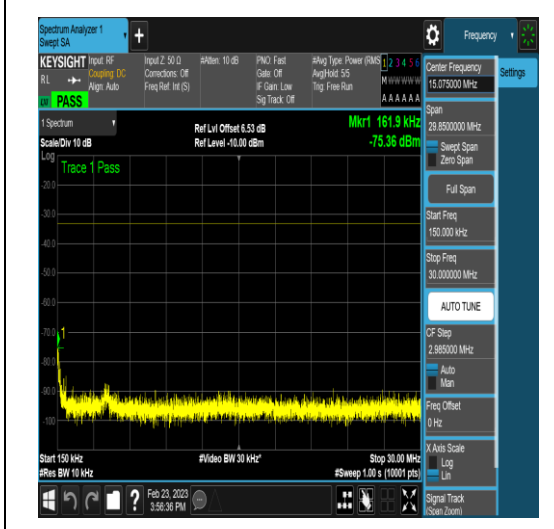 Spectrum Analyzer 1
Swept SA
+
Frequency
KEYSIGHT
RL
Input: RF
Coupling: DC
Align: Auto
Input Z: 50 Ω
Corrections: Off
Freq Ref: Int (S)
#Atten: 10 dB
PNO: Fast
Gate: Off
IF Gain: Low
Sig Track: Off
#Avg Type: Power (RMS
Avg|Hold: 5/5
Trig: Free Run
1 2 3 4 5 6
M W W W W W
A A A A A A
PASS
1 Spectrum
Scale/Div 10 dB
Ref Lvl Offset 6.53 dB
Ref Level -10.00 dBm
Mkr1 161.9 kHz
-75.36 dBm
Log
Trace 1 Pass
-20.0
-30.0
-40.0
-50.0
-60.0
-70.0
-80.0
-90.0
-100
1
Start 150 kHz
#Res BW 10 kHz
#Video BW 30 kHz*
Stop 30.00 MHz
#Sweep 1.00 s (10001 pts)
?
Feb 23, 2023
3:56:36 PM
Center Frequency
15.075000 MHz
Settings
Span
29.8500000 MHz
Swept Span
Zero Span
Full Span
Start Freq
150.000 kHz
Stop Freq
30.000000 MHz
AUTO TUNE
CF Step
2.985000 MHz
Auto
Man
Freq Offset
0 Hz
X Axis Scale
Log
Lin
Signal Track
(Span Zoom)